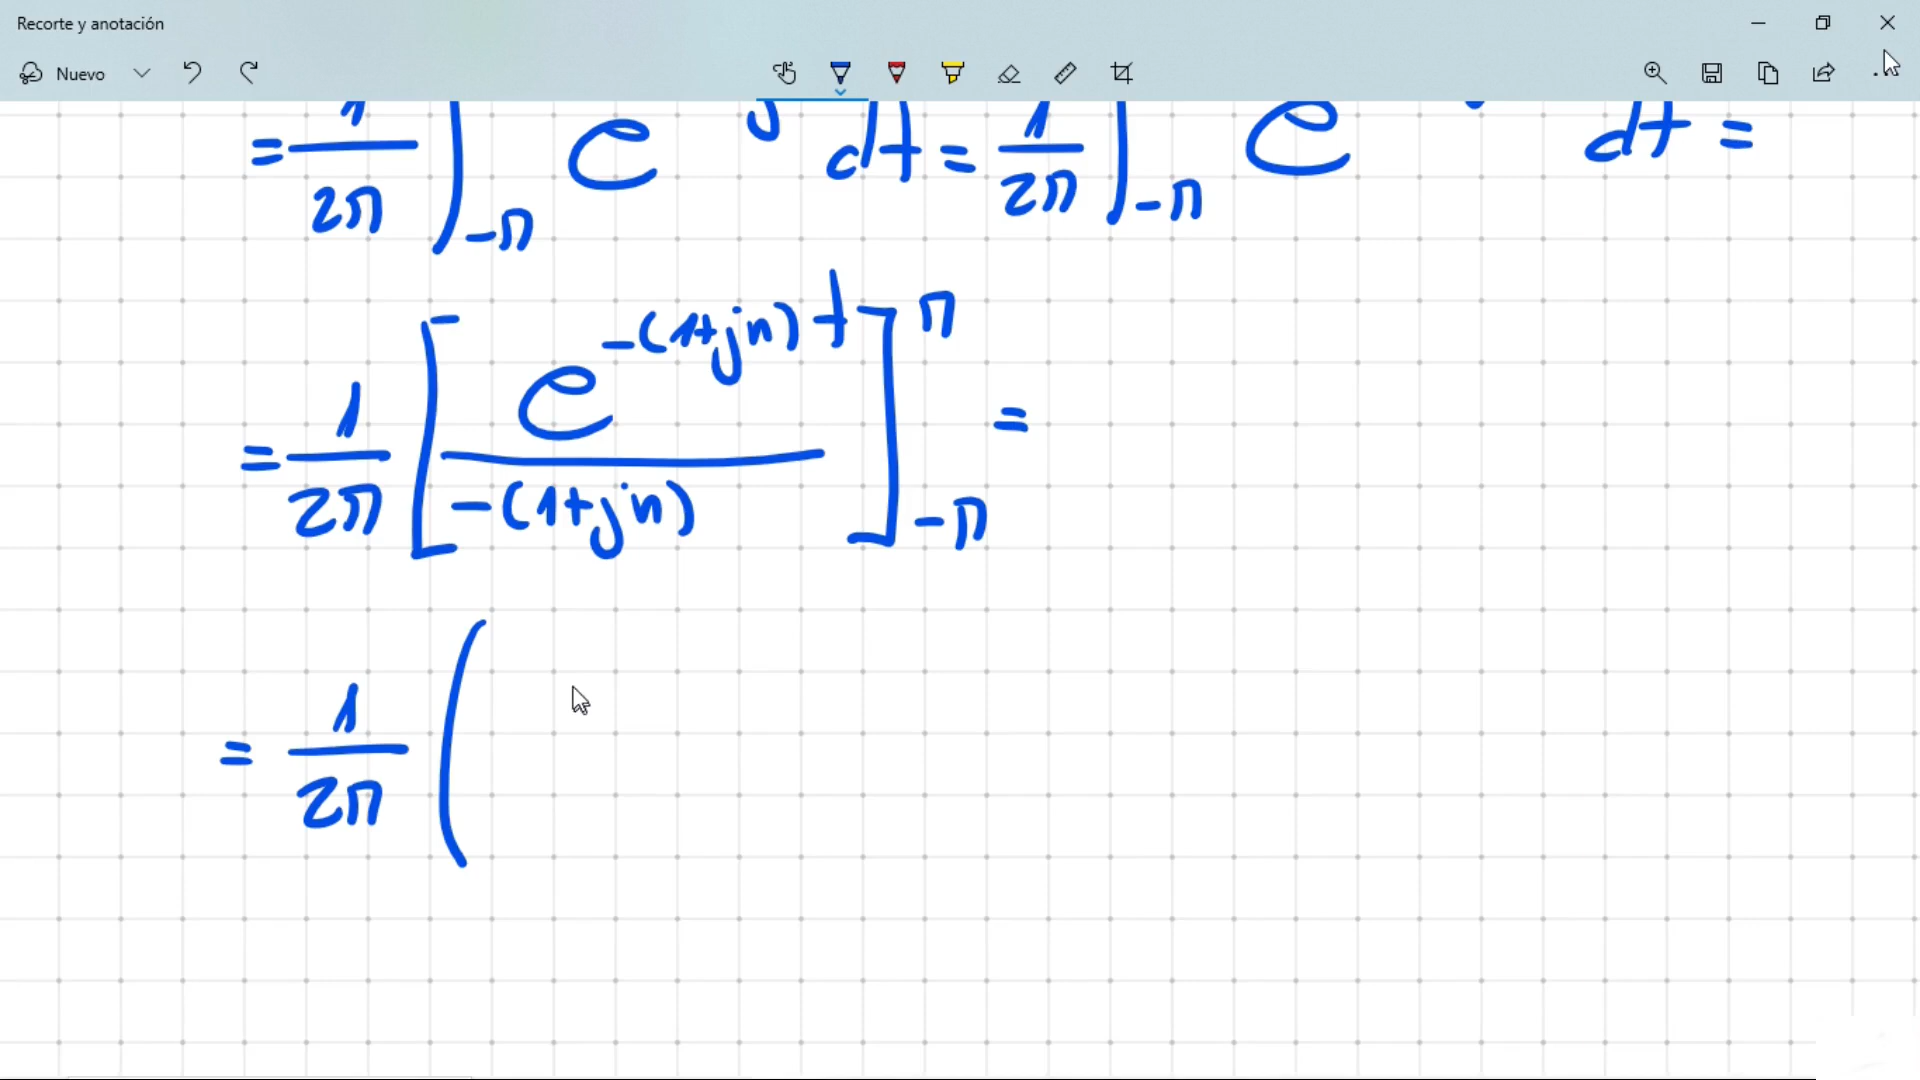 Recorte y anotación
Nuevo
= 1/2π ∫_-π e dt = 1/2π ∫_-π e dt =
= 1/2π [ e^-(1+jn)t / -(1+jn) ]_-π^π =
= 1/2π (